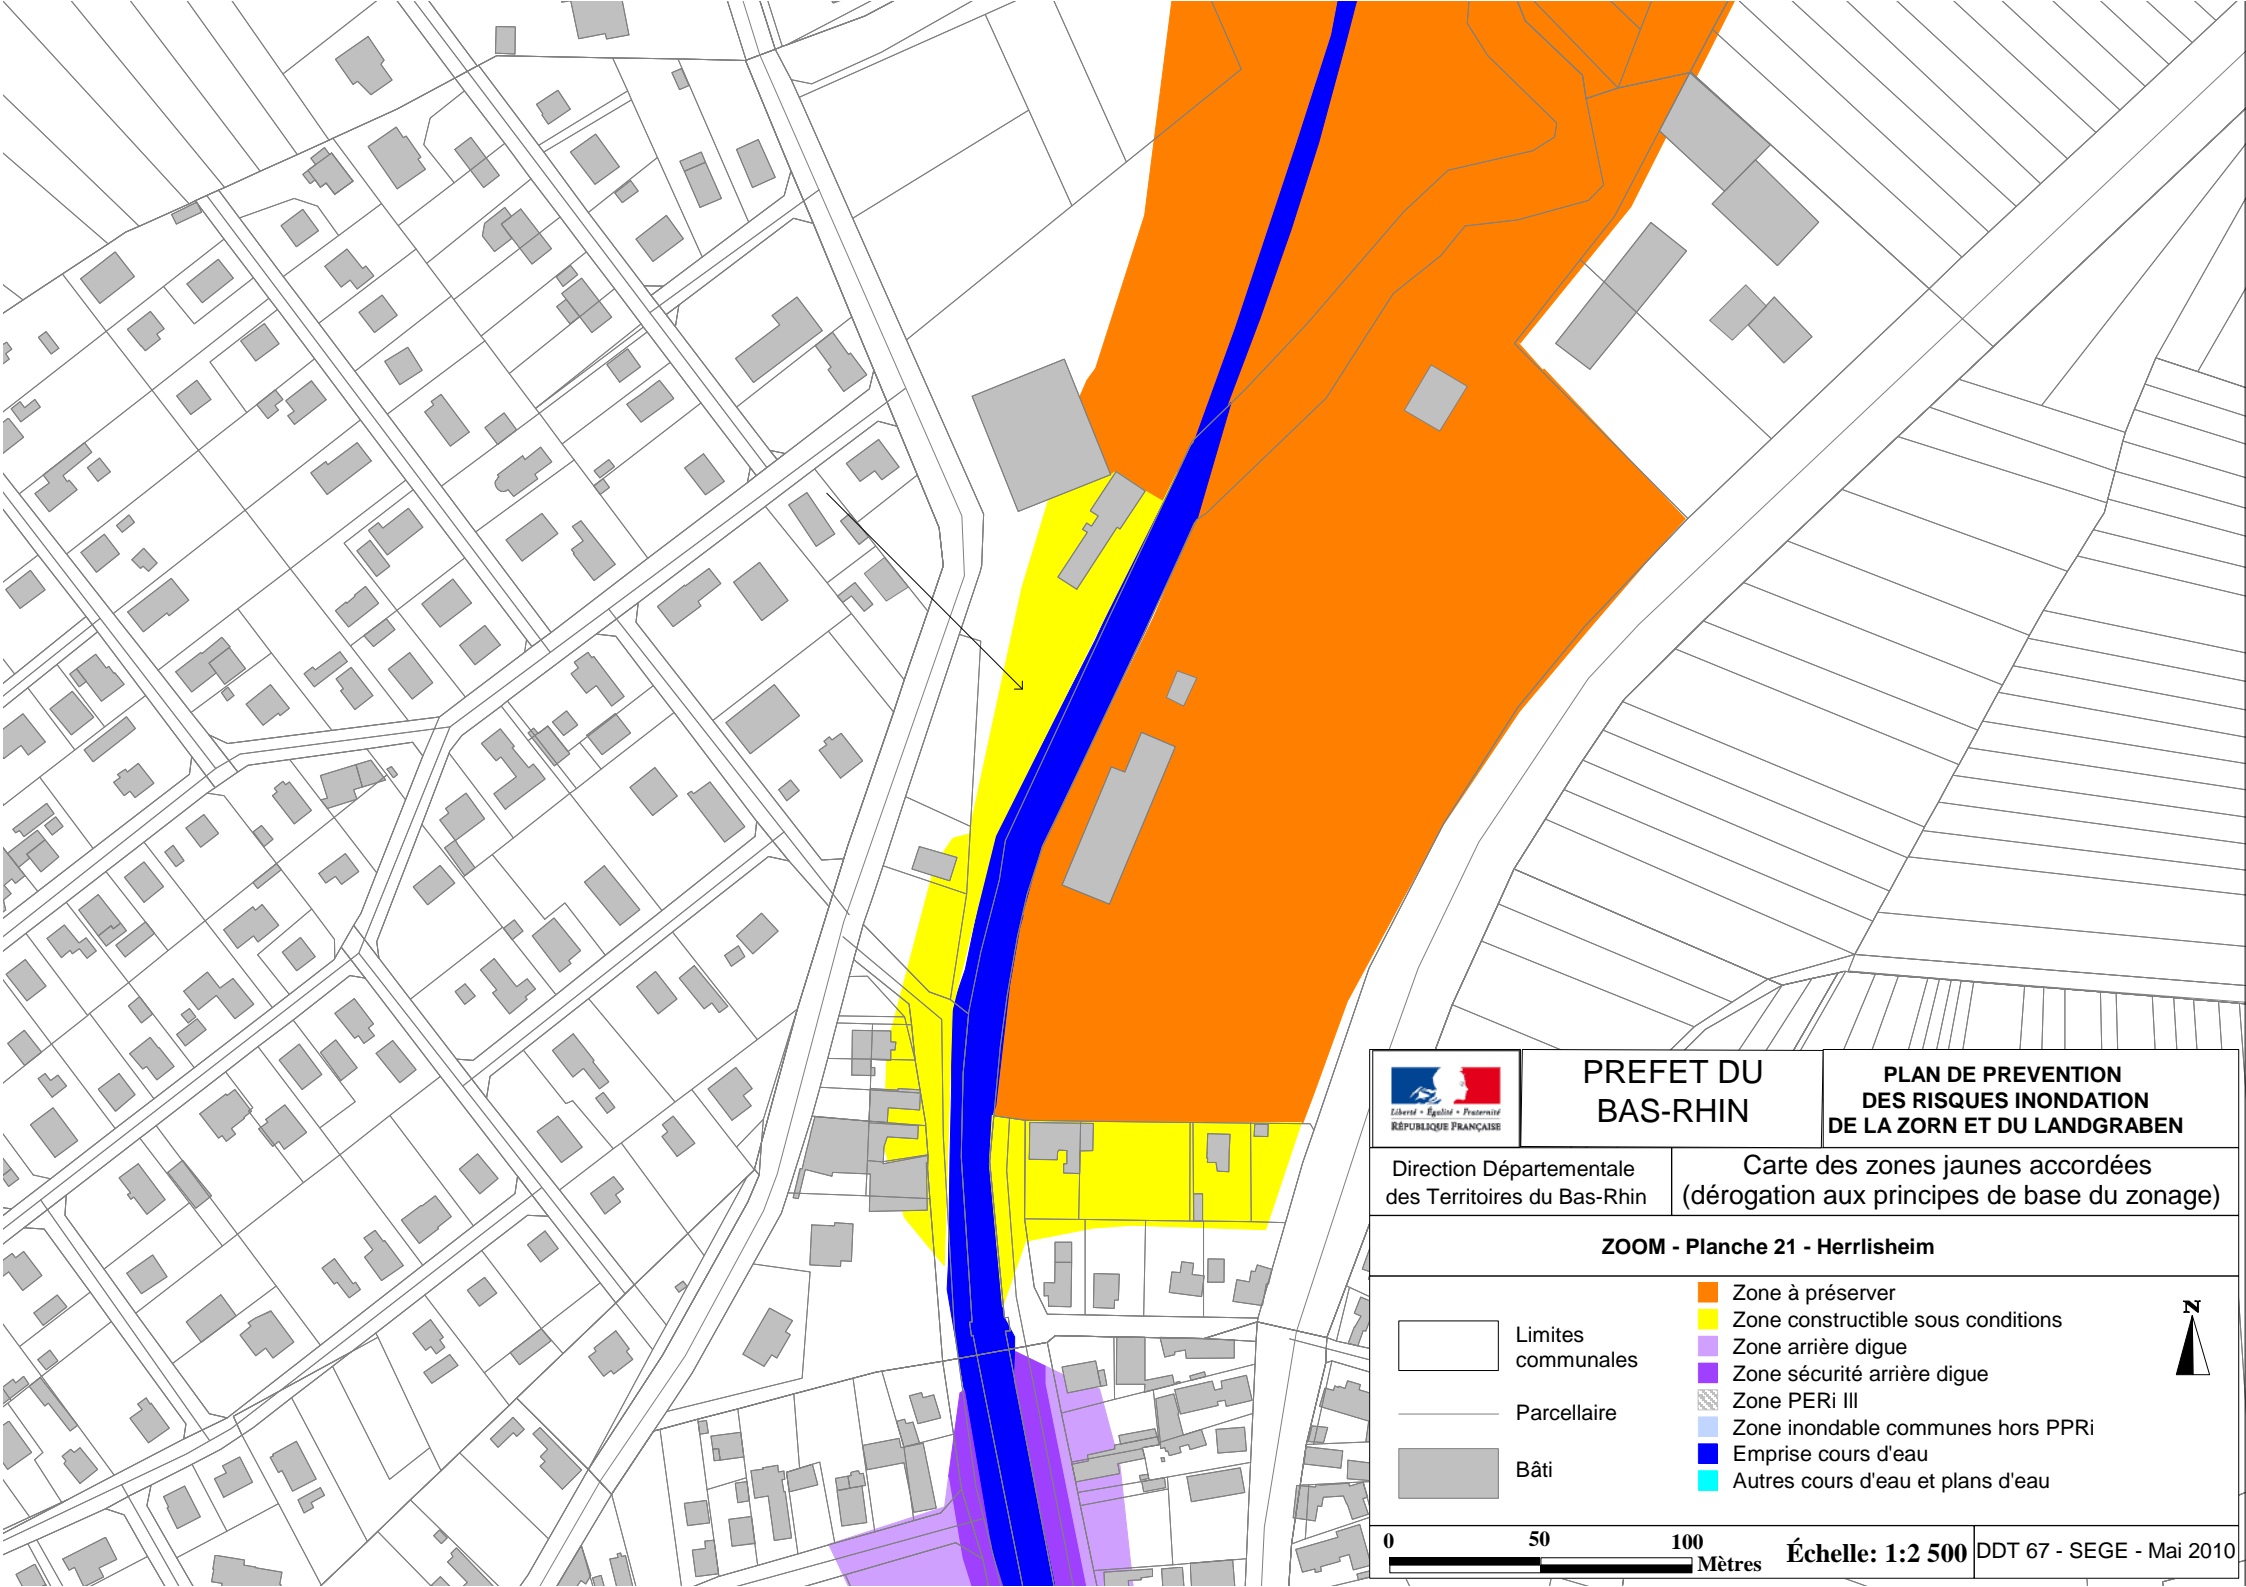 Liberté • Égalité • Fraternité
RÉPUBLIQUE FRANÇAISE
PREFET DU
BAS-RHIN
PLAN DE PREVENTION
DES RISQUES INONDATION
DE LA ZORN ET DU LANDGRABEN
Direction Départementale
des Territoires du Bas-Rhin
Carte des zones jaunes accordées
(dérogation aux principes de base du zonage)
ZOOM - Planche 21 - Herrlisheim
Limites
communales
Parcellaire
Bâti
Zone à préserver
Zone constructible sous conditions
Zone arrière digue
Zone sécurité arrière digue
Zone PERi III
Zone inondable communes hors PPRi
Emprise cours d'eau
Autres cours d'eau et plans d'eau
N
0 50 100
Mètres
Échelle: 1:2 500
DDT 67 - SEGE - Mai 2010